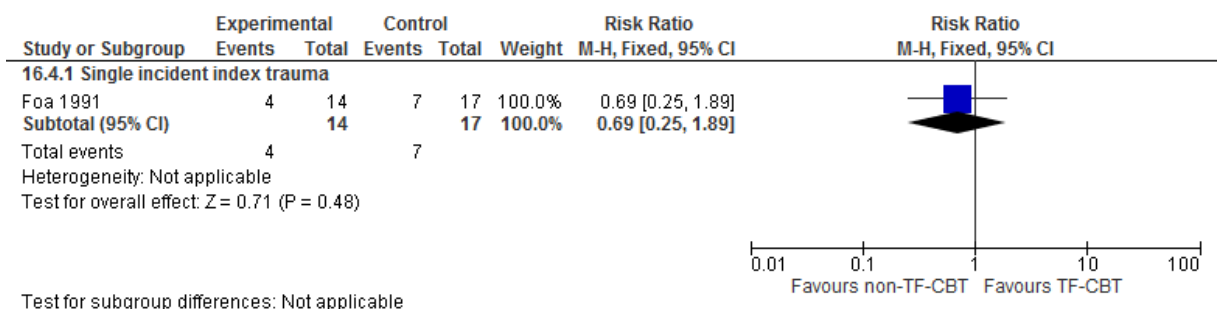 Experimental Control Risk Ratio Risk Ratio
Study or Subgroup Events Total Events Total Weight M-H, Fixed, 95% CI M-H, Fixed, 95% CI
16.4.1 Single incident index trauma
Foa 1991 4 14 7 17 100.0% 0.69 [0.25, 1.89]
Subtotal (95% CI) 14 17 100.0% 0.69 [0.25, 1.89]
Total events 4 7
Heterogeneity: Not applicable
Test for overall effect: Z = 0.71 (P = 0.48)
0.01 0.1 1 10 100
Favours non-TF-CBT Favours TF-CBT
Test for subgroup differences: Not applicable